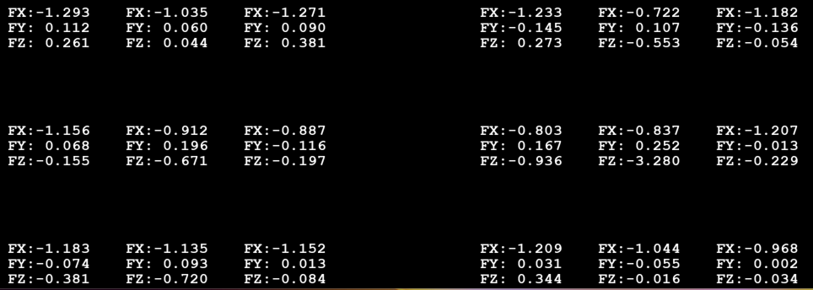 FX:-1.293 FX:-1.035 FX:-1.271 FX:-1.233 FX:-0.722 FX:-1.182
FY: 0.112 FY: 0.060 FY: 0.090 FY:-0.145 FY: 0.107 FY:-0.136
FZ: 0.261 FZ: 0.044 FZ: 0.381 FZ: 0.273 FZ:-0.553 FZ:-0.054
FX:-1.156 FX:-0.912 FX:-0.887 FX:-0.803 FX:-0.837 FX:-1.207
FY: 0.068 FY: 0.196 FY:-0.116 FY: 0.167 FY: 0.252 FY:-0.013
FZ:-0.155 FZ:-0.671 FZ:-0.197 FZ:-0.936 FZ:-3.280 FZ:-0.229
FX:-1.183 FX:-1.135 FX:-1.152 FX:-1.209 FX:-1.044 FX:-0.968
FY:-0.074 FY: 0.093 FY: 0.013 FY: 0.031 FY:-0.055 FY: 0.002
FZ:-0.381 FZ:-0.720 FZ:-0.084 FZ: 0.344 FZ:-0.016 FZ:-0.034